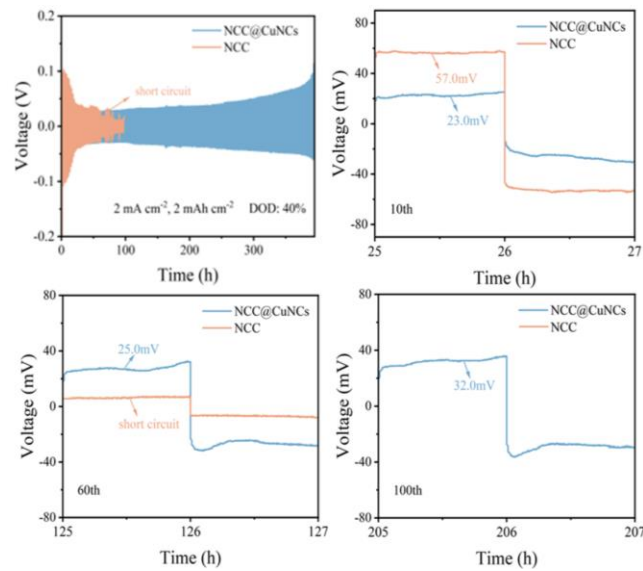 NCC@CuNCs
NCC
short circuit
2 mA cm⁻², 2 mAh cm⁻² DOD: 40%
Voltage (V)
0.2
0.1
0.0
-0.1
-0.2
0 100 200 300
Time (h)
NCC@CuNCs
NCC
57.0mV
23.0mV
10th
Voltage (mV)
80
40
0
-40
-80
25 26 27
Time (h)
NCC@CuNCs
NCC
25.0mV
short circuit
60th
Voltage (mV)
80
40
0
-40
-80
125 126 127
Time (h)
NCC@CuNCs
NCC
32.0mV
100th
Voltage (mV)
80
40
0
-40
-80
205 206 207
Time (h)